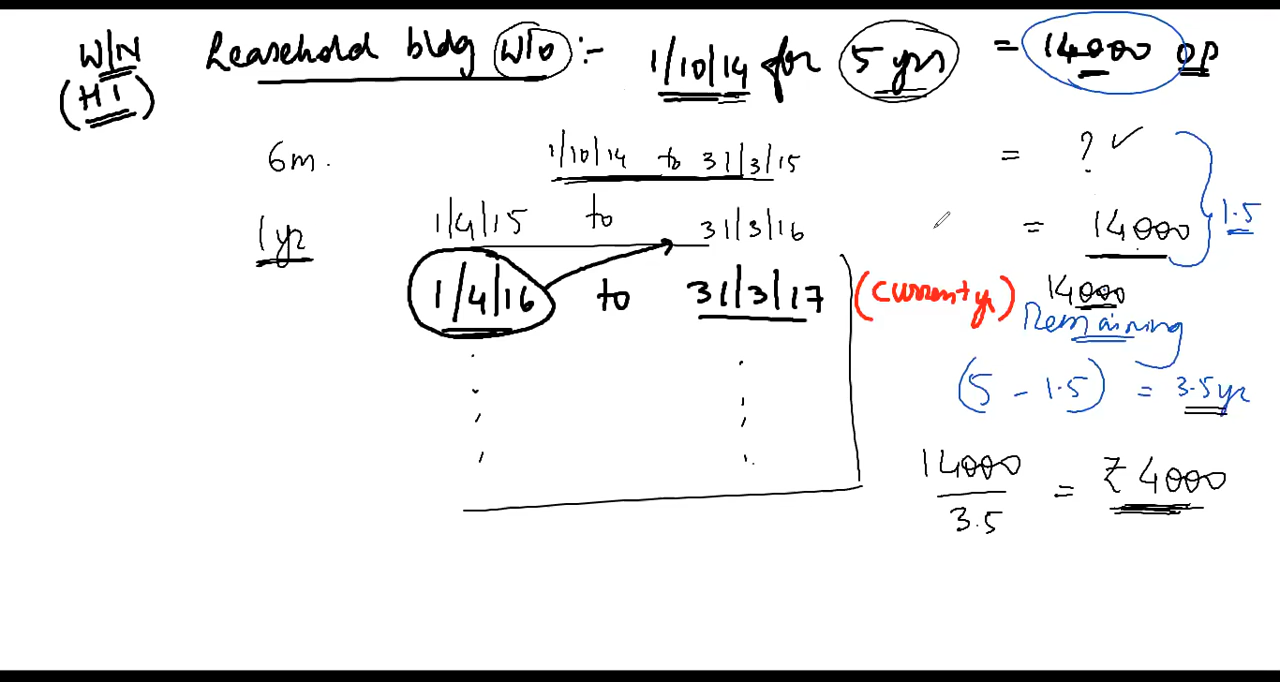 W/N Leasehold bldg w/o :- 1/10/14 for 5 yrs = 14000 op
(H1)
6m. 1/10/14 to 31/3/15 = ? ✓
1yr 1/4/15 to 31/3/16 = 14000 1.5
1/4/16 to 31/3/17 (Current yr) 14000
Remaining
(5 - 1.5) = 3.5yr
14000
3.5
= ₹4000